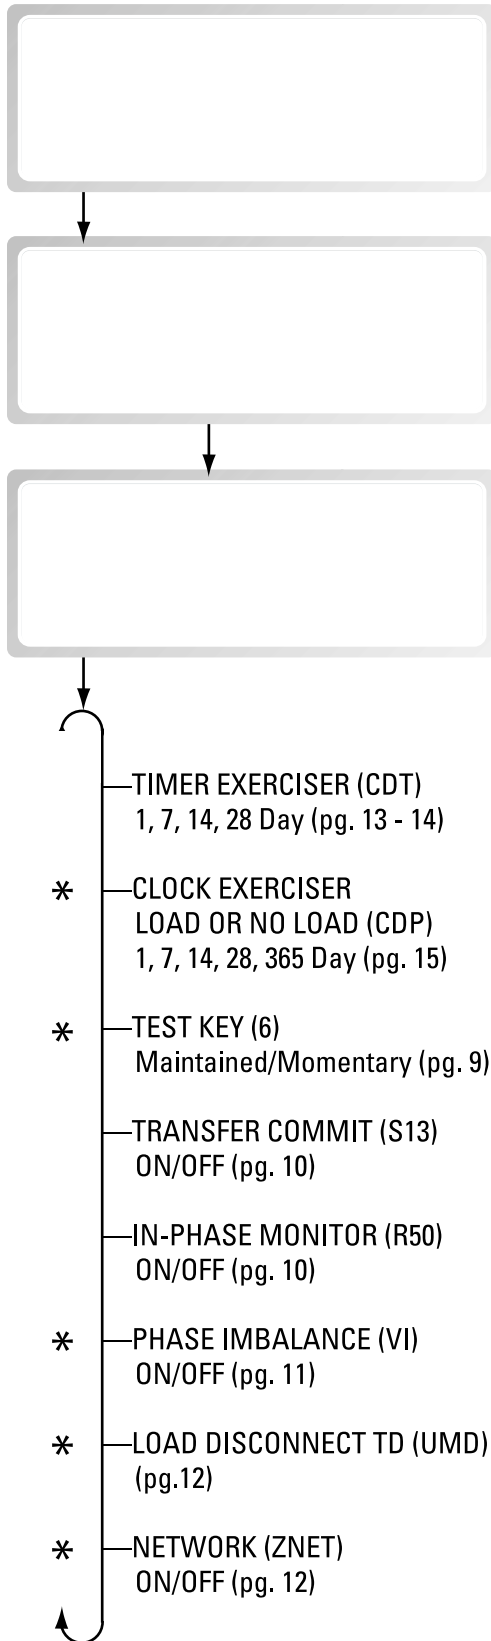 TIMER EXERCISER (CDT)
1, 7, 14, 28 Day (pg. 13 - 14)
* CLOCK EXERCISER
LOAD OR NO LOAD (CDP)
1, 7, 14, 28, 365 Day (pg. 15)
* TEST KEY (6)
Maintained/Momentary (pg. 9)
TRANSFER COMMIT (S13)
ON/OFF (pg. 10)
IN-PHASE MONITOR (R50)
ON/OFF (pg. 10)
* PHASE IMBALANCE (VI)
ON/OFF (pg. 11)
* LOAD DISCONNECT TD (UMD)
(pg.12)
* NETWORK (ZNET)
ON/OFF (pg. 12)